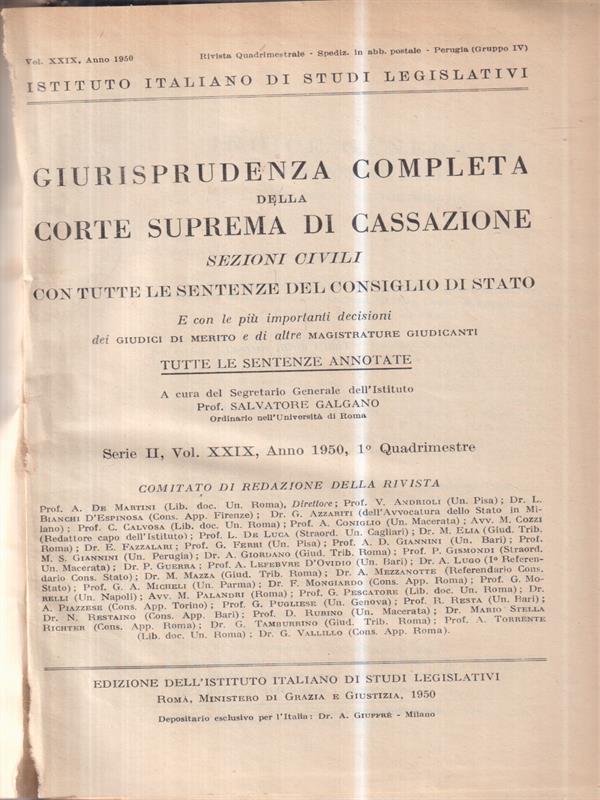 Vol. XXIX, Anno 1950 Rivista Quadrimestrale - Spediz. in abb. postale - Perugia (Gruppo IV)
ISTITUTO ITALIANO DI STUDI LEGISLATIVI
GIURISPRUDENZA COMPLETA
DELLA
CORTE SUPREMA DI CASSAZIONE
SEZIONI CIVILI
CON TUTTE LE SENTENZE DEL CONSIGLIO DI STATO
E con le più importanti decisioni
dei GIUDICI DI MERITO e di altre MAGISTRATURE GIUDICANTI
TUTTE LE SENTENZE ANNOTATE
A cura del Segretario Generale dell'Istituto
Prof. SALVATORE GALGANO
Ordinario nell'Università di Roma
Serie II, Vol. XXIX, Anno 1950, 1º Quadrimestre
COMITATO DI REDAZIONE DELLA RIVISTA
Prof. A. DE MARTINI (Lib. doc. Un. Roma), Direttore; Prof. V. ANDRIOLI (Un. Pisa); Dr. L.
BIANCHI D'ESPINOSA (Cons. App. Firenze); Dr. G. AZZARITI (dell'Avvocatura dello Stato in Mi-
lano); Prof. C. CALVOSA (Lib. doc. Un. Roma); Prof. A. CONIGLIO (Un. Macerata); Avv. M. COZZI
(Redattore capo dell'Istituto); Prof. L. DE LUCA (Straord. Un. Cagliari); Dr. M. ELIA (Giud. Trib.
Roma); Dr. E. FAZZALARI; Prof. G. FERRI (Un. Pisa); Prof. A. D. GIANNINI (Un. Bari); Prof.
M. S. GIANNINI (Un. Perugia); Dr. A. GIORDANO (Giud. Trib. Roma); Prof. P. GISMONDI (Straord.
Un. Macerata); Dr. P. GUERRA; Prof. A. LEFEBVRE D'OVIDIO (Un. Bari); Dr. A. LUGO (Iº Referen-
dario Cons. Stato); Dr. M. MAZZA (Giud. Trib. Roma); Dr. A. MEZZANOTTE (Referendario Cons.
Stato); Prof. G. A. MICHELI (Un. Parma); Dr. F. MONGIARDO (Cons. App. Roma); Prof. G. MO-
RELLI (Un. Napoli); Avv. M. PALANDRI (Roma); Prof. G. PESCATORE (Lib. doc. Un. Roma); Dr.
A. PIAZZESE (Cons. App. Torino); Prof. G. PUGLIESE (Un. Genova); Prof. R. RESTA (Un. Bari);
Dr. N. RESTAINO (Cons. App. Bari); Prof. D. RUBINO (Un. Macerata); Dr. MARIO STELLA
RICHTER (Cons. App. Roma); Dr. G. TAMBURRINO (Giud. Trib. Roma); Prof. A. TORRENTE
(Lib. doc. Un. Roma); Dr. G. VALLILLO (Cons. App. Roma).
EDIZIONE DELL'ISTITUTO ITALIANO DI STUDI LEGISLATIVI
ROMA, MINISTERO DI GRAZIA E GIUSTIZIA, 1950
Depositario esclusivo per l'Italia: Dr. A. GIUFFRÈ - Milano